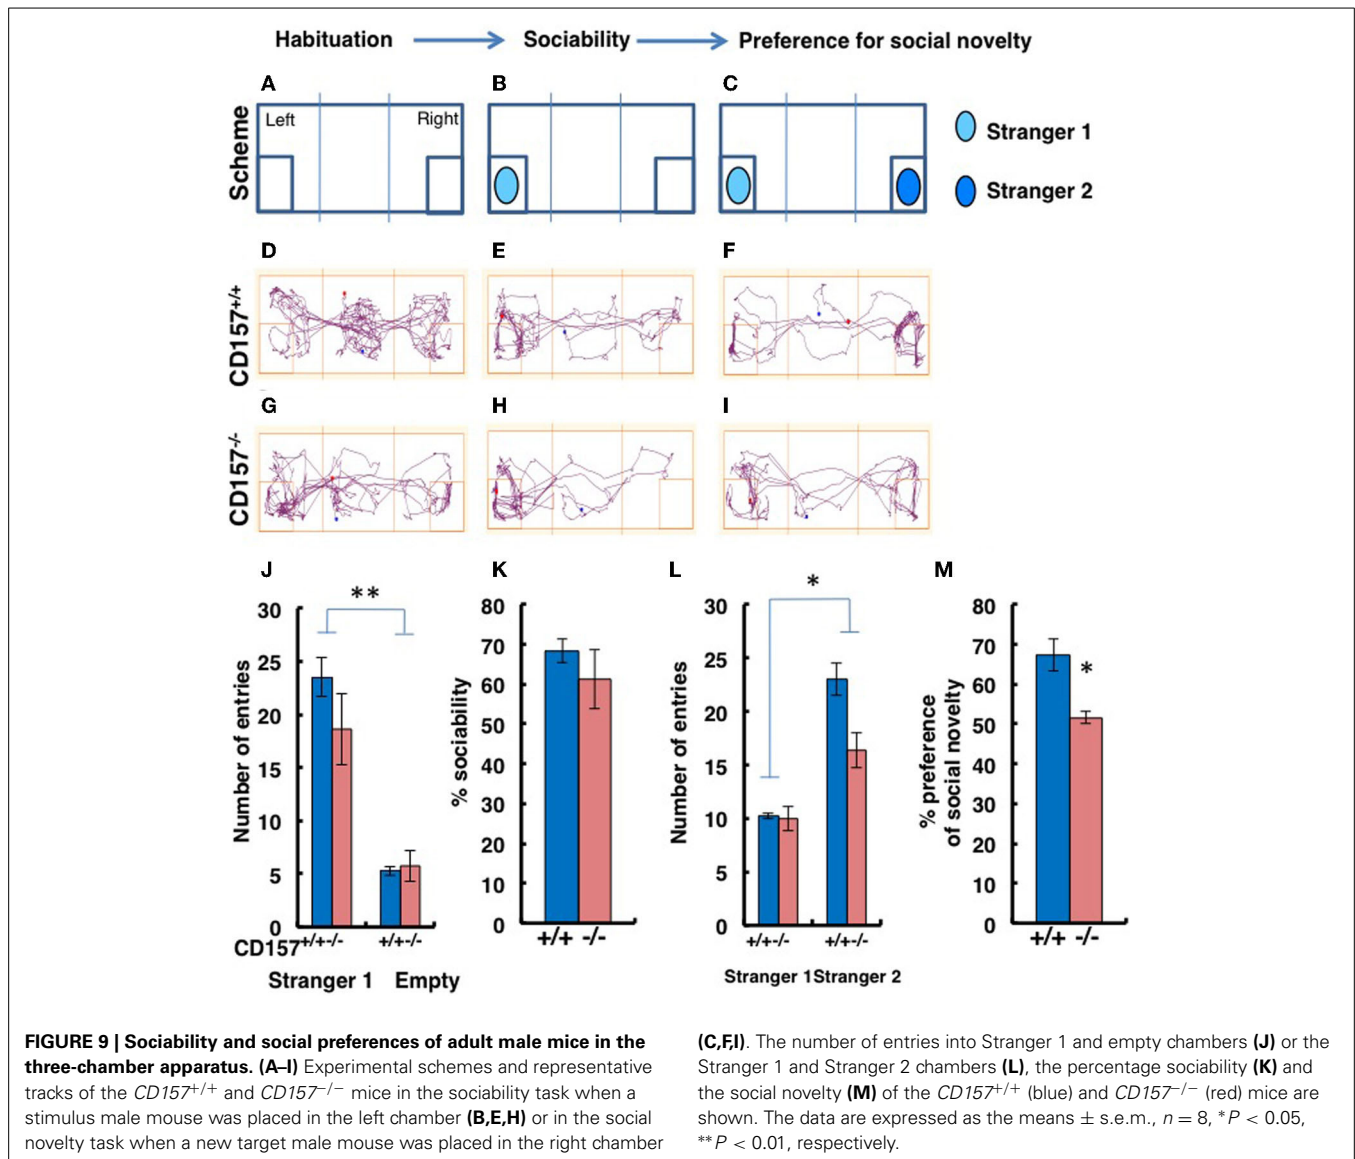 Habituation Sociability Preference for social novelty
A B C
Scheme
Left Right
Stranger 1
Stranger 2
D E F
CD157+/+
G H I
CD157-/-
J K L M
**
30
25
20
15
10
5
0
Number of entries
CD157 +/+ -/- +/+ -/-
Stranger 1 Empty
80
70
60
50
40
30
20
10
0
% sociability
+/+ -/-
*
30
25
20
15
10
5
0
Number of entries
+/+ -/- +/+ -/-
Stranger 1 Stranger 2
80
70
60
50
40
30
20
10
0
% preference
of social novelty
*
+/+ -/-
FIGURE 9 | Sociability and social preferences of adult male mice in the
three-chamber apparatus. (A–I) Experimental schemes and representative
tracks of the CD157+/+ and CD157−/− mice in the sociability task when a
stimulus male mouse was placed in the left chamber (B,E,H) or in the social
novelty task when a new target male mouse was placed in the right chamber
(C,F,I). The number of entries into Stranger 1 and empty chambers (J) or the
Stranger 1 and Stranger 2 chambers (L), the percentage sociability (K) and
the social novelty (M) of the CD157+/+ (blue) and CD157−/− (red) mice are
shown. The data are expressed as the means ± s.e.m., n = 8, *P < 0.05,
**P < 0.01, respectively.